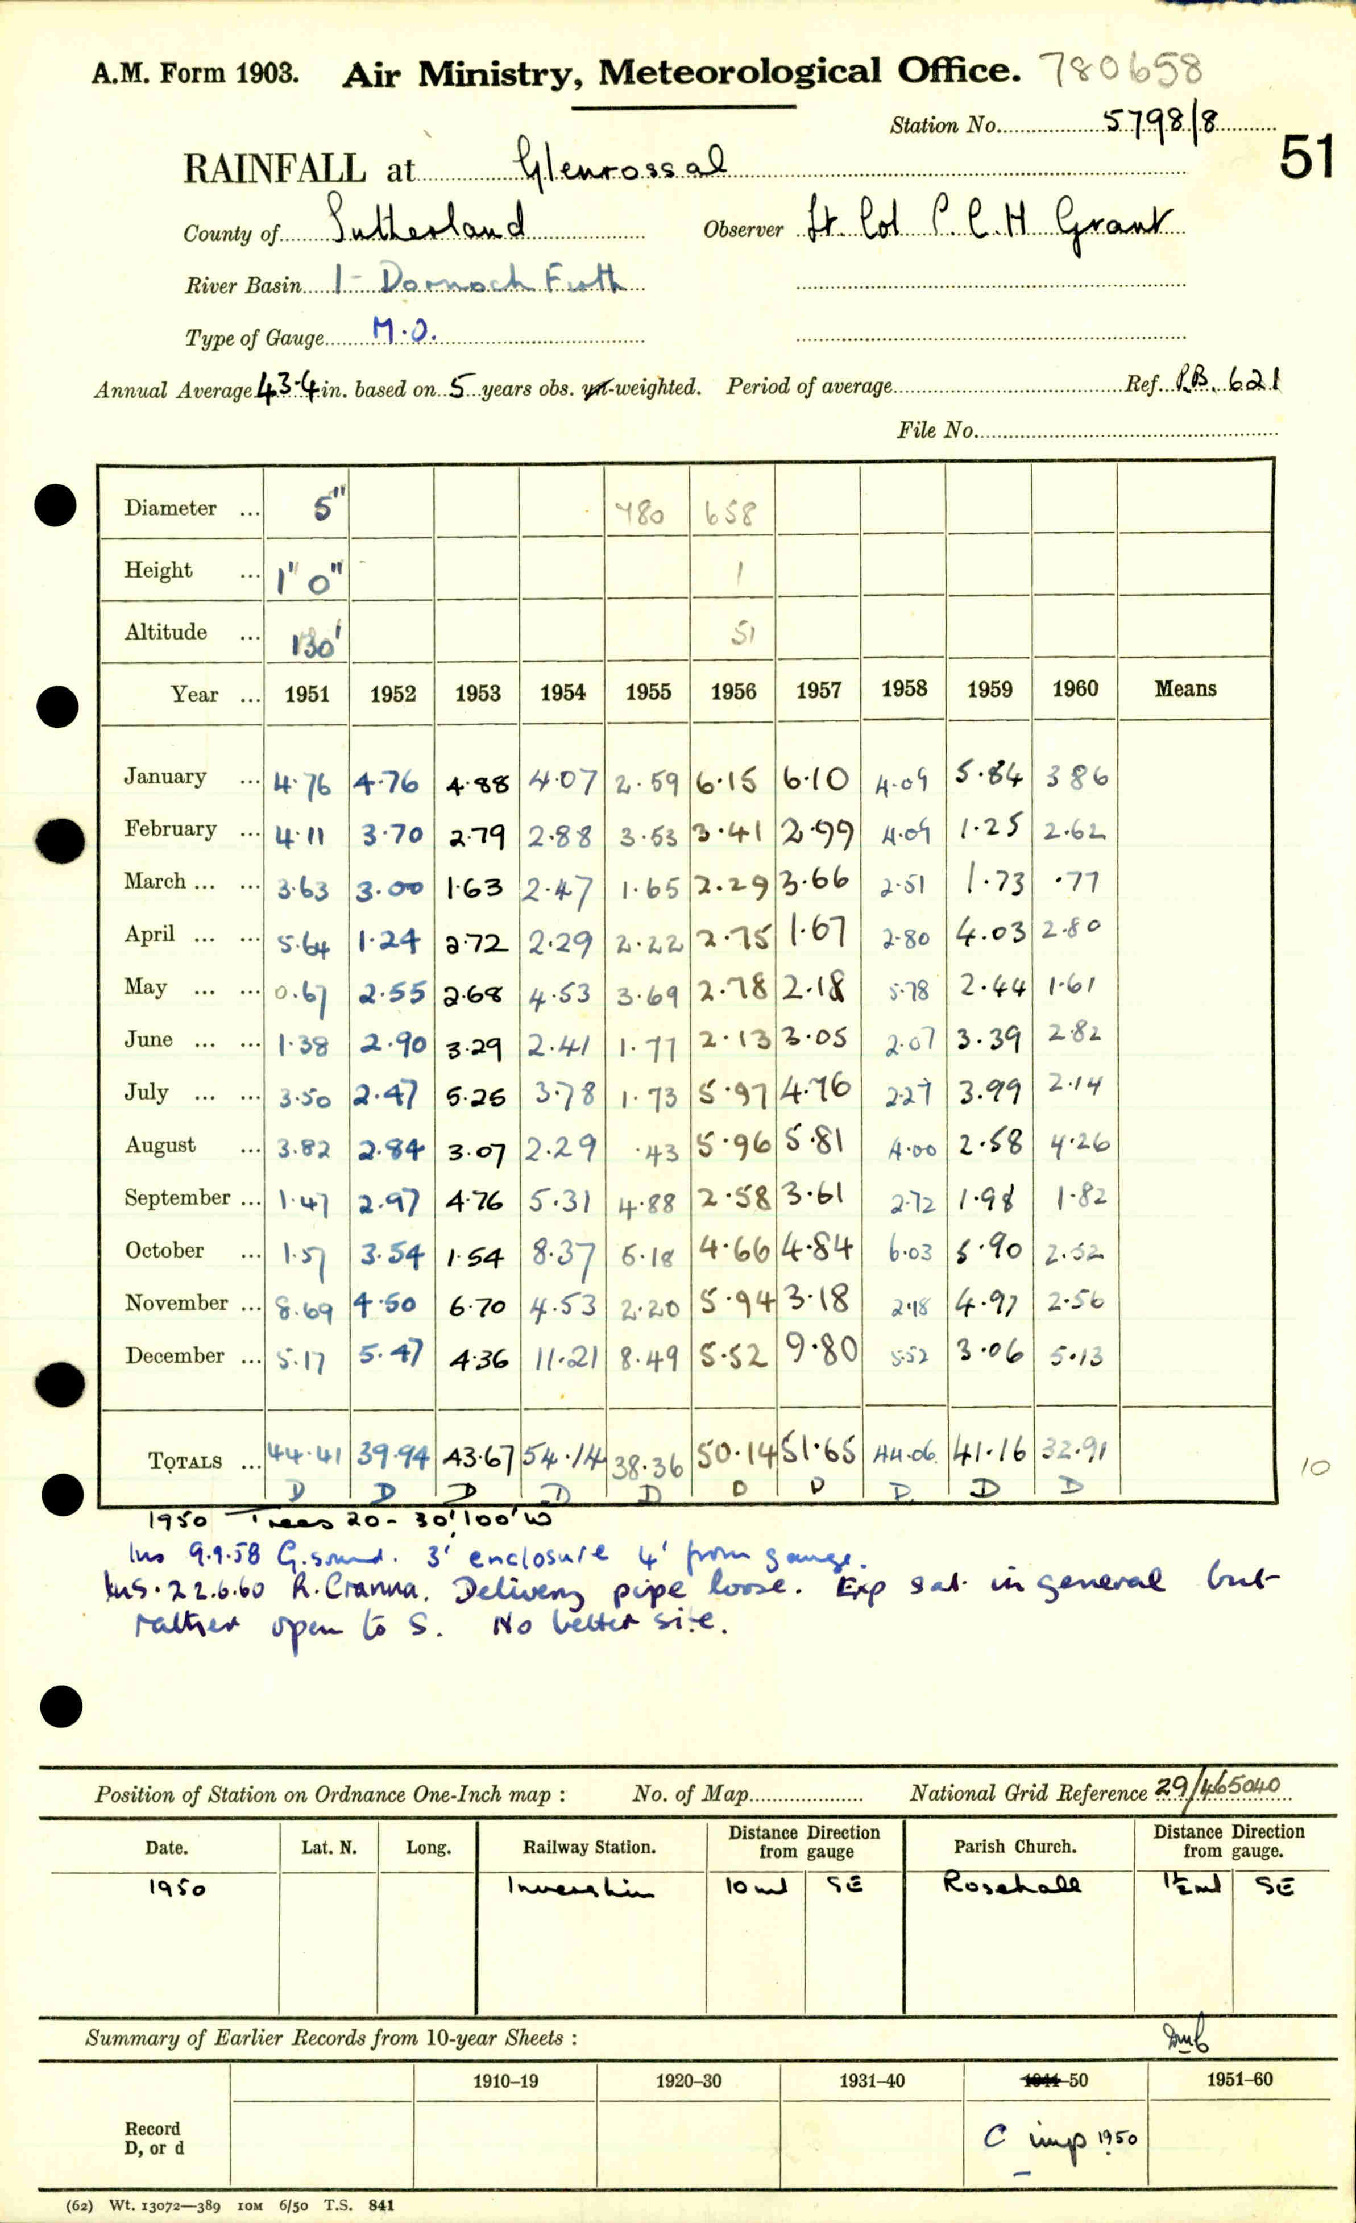 A.M. Form 1903. Air Ministry, Meteorological Office. 780658
Station No. 5798/8
51
RAINFALL at Glenrossal
County of Sutherland Observer Lt. Col P.C.H Grant
River Basin 1 - Dornoch Firth
Type of Gauge M.O.
Annual Average 43.4 in. based on 5 years obs. -weighted. Period of average Ref. P.B. 621
File No.
Diameter ... 5" 780 658
Height ... 1" 0" 1
Altitude ... 130' 51
Year ... 1951 1952 1953 1954 1955 1956 1957 1958 1959 1960 Means
January ... 4.76 4.76 4.88 4.07 2.59 6.15 6.10 4.09 5.84 3.86
February ... 4.11 3.70 2.79 2.88 3.53 3.41 2.99 4.09 1.25 2.62
March ... ... 3.63 3.00 1.63 2.47 1.65 2.29 3.66 2.51 1.73 .77
April ... ... 5.64 1.24 2.72 2.29 2.22 2.75 1.67 2.80 4.03 2.80
May ... ... 0.67 2.55 2.68 4.53 3.69 2.78 2.18 5.78 2.44 1.61
June ... ... 1.38 2.90 3.29 2.41 1.77 2.13 3.05 2.07 3.39 2.82
July ... ... 3.50 2.47 5.25 3.78 1.73 5.97 4.76 2.27 3.99 2.14
August ... 3.82 2.84 3.07 2.29 .43 5.96 5.81 4.00 2.58 4.26
September ... 1.47 2.97 4.76 5.31 4.88 2.58 3.61 2.72 1.98 1.82
October ... 1.57 3.54 1.54 8.37 5.18 4.66 4.84 6.03 5.90 2.52
November ... 8.69 4.50 6.70 4.53 2.20 5.94 3.18 2.18 4.97 2.56
December ... 5.17 5.47 4.36 11.21 8.49 5.52 9.80 5.52 3.06 5.13
TOTALS ... 44.41 39.94 43.67 54.14 38.36 50.14 51.65 44.06 41.16 32.91 10
D D D D D D D D D D
1950 Trees 20 - 30' 100' W
Ins 9.9.58 3' enclosure 4' from gauge.
Ins. 22.6.60 R. Cranna. Delivery pipe loose. Exp sat. in general but
rather open to S. No better site.
Position of Station on Ordnance One-Inch map : No. of Map National Grid Reference 29/465040
Date. Lat. N. Long. Railway Station. Distance from gauge Direction Parish Church. Distance from gauge. Direction
1950 Invershin 10 ml SE Rosehall 1½ ml SE
Summary of Earlier Records from 10-year Sheets :
1910–19 1920–30 1931–40 1941–50 1951–60
Record
D, or d
C imp 1950
(62) Wt. 13072—389 10M 6/50 T.S. 841